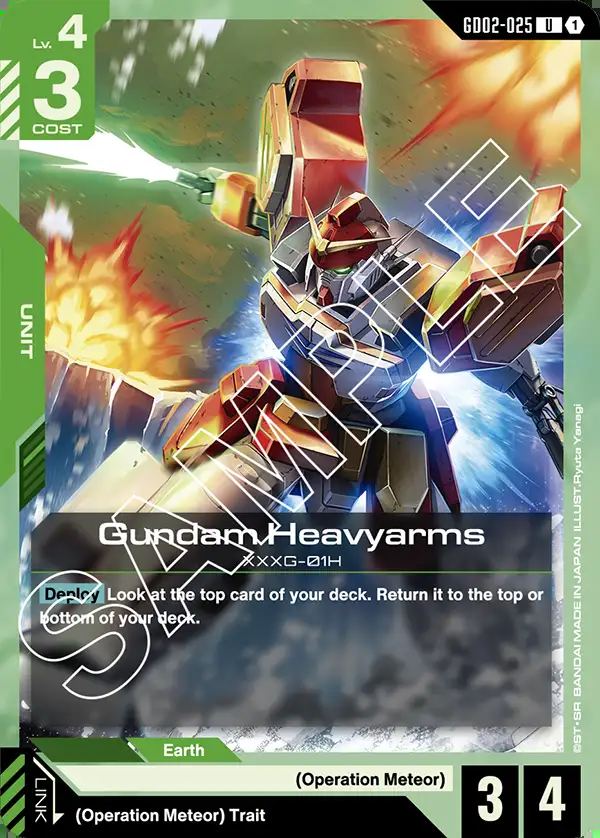 GD02-025 U 1
Lv. 4
3
COST
UNIT
SAMPLE
Gundam Heavyarms
XXXG-01H
Deploy Look at the top card of your deck. Return it to the top or
bottom of your deck.
©ST・SR BANDAI MADE IN JAPAN ILLUST.Ryuta Yanagi
Earth
(Operation Meteor)
LINK
(Operation Meteor) Trait
3 4